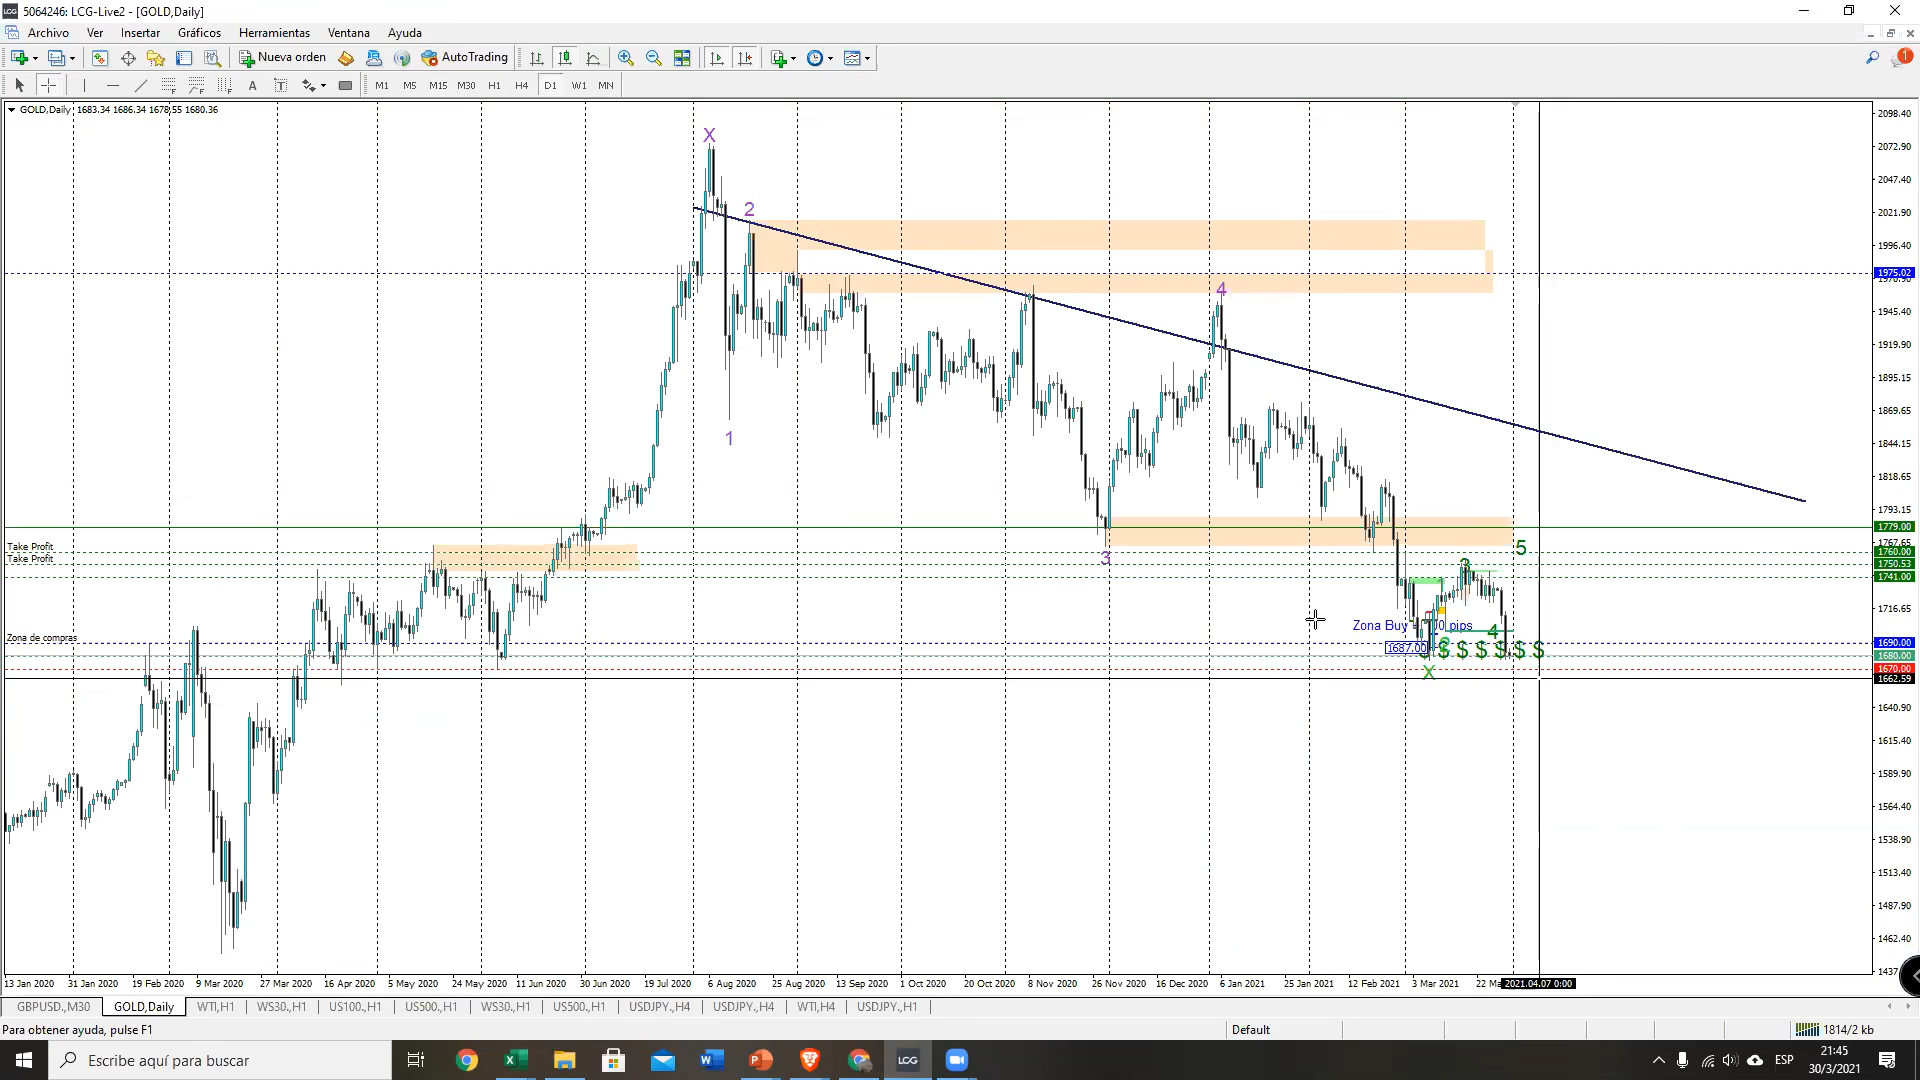 5064246: LCG-Live2 - [GOLD,Daily]
Archivo Ver Insertar Gráficos Herramientas Ventana Ayuda
Nueva orden AutoTrading
A T M1 M5 M15 M30 H1 H4 D1 W1 MN
GOLD,Daily 1683.34 1686.34 1678.55 1680.36
2098.40
X
2072.90
2047.40
2
2021.90
1996.40
1975.02
4
1945.40
1919.90
1895.15
1869.65
1
1844.15
1818.65
1793.15
1779.00
Take Profit
5
1767.65
3
1760.00
Take Profit
3
1750.53
1741.00
1716.65
Zona Buy
pips
4
Zona de compras
1690.00
1687.00
$ $ $ $ $ $
1680.00
X
1670.00
1662.59
1640.90
1615.40
1589.90
1564.40
1538.90
1513.40
1487.90
1462.40
1437
13 Jan 2020 31 Jan 2020 19 Feb 2020 9 Mar 2020 27 Mar 2020 16 Apr 2020 5 May 2020 24 May 2020 11 Jun 2020 30 Jun 2020 19 Jul 2020 6 Aug 2020 25 Aug 2020 13 Sep 2020 1 Oct 2020 20 Oct 2020 8 Nov 2020 26 Nov 2020 16 Dec 2020 6 Jan 2021 25 Jan 2021 12 Feb 2021 3 Mar 2021 22 Ma 2021.04.07 0:00
GBPUSD.,M30 GOLD,Daily WTI,H1 WS30.,H1 US100.,H1 US500.,H1 WS30.,H1 US500.,H1 USDJPY.,H4 USDJPY.,H4 WTI,H4 USDJPY.,H1
Para obtener ayuda, pulse F1 Default 1814/2 kb
Escribe aquí para buscar
LCG
ESP
21:45
30/3/2021